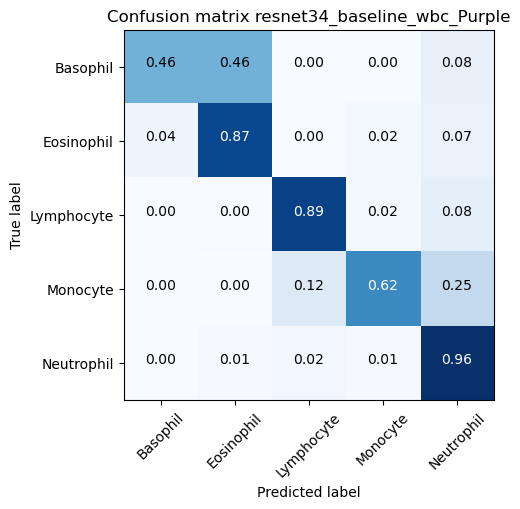 Confusion matrix resnet34_baseline_wbc_Purple
True label
Basophil 0.46 0.46 0.00 0.00 0.08
Eosinophil 0.04 0.87 0.00 0.02 0.07
Lymphocyte 0.00 0.00 0.89 0.02 0.08
Monocyte 0.00 0.00 0.12 0.62 0.25
Neutrophil 0.00 0.01 0.02 0.01 0.96
Basophil Eosinophil Lymphocyte Monocyte Neutrophil
Predicted label